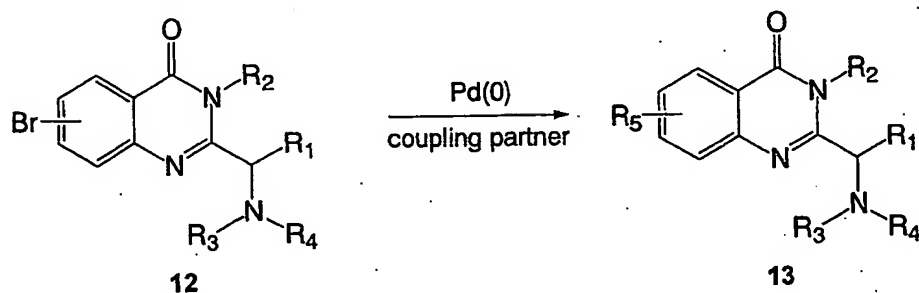 O
N
R₂
Br
N
R₁
N
R₃
R₄
12
Pd(0)
coupling partner
O
N
R₂
R₅
N
R₁
N
R₃
R₄
13